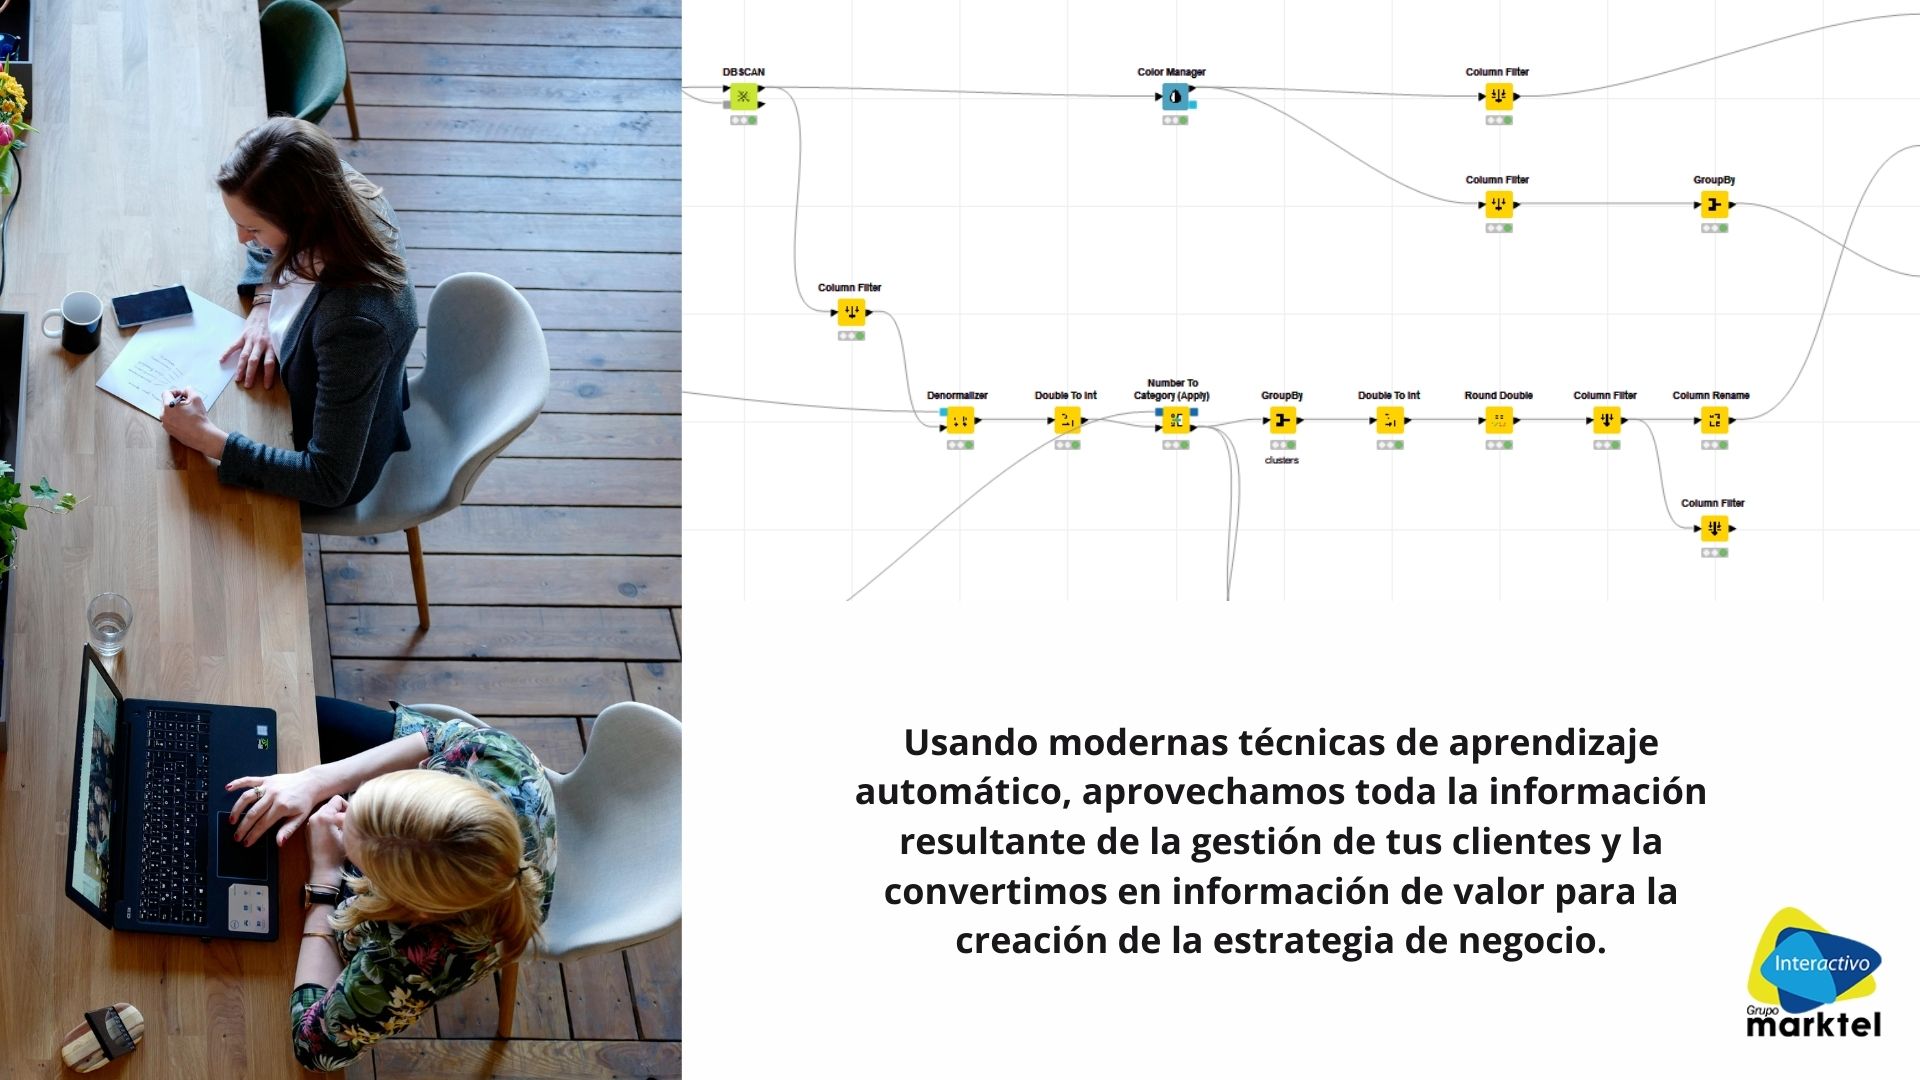 DBSCAN
Color Manager
Column Filter
Column Filter
GroupBy
Column Filter
Denormalizer
Double To Int
Number To
Category (Apply)
GroupBy
clusters
Double To Int
Round Double
Column Filter
Column Rename
Column Filter
Usando modernas técnicas de aprendizaje
automático, aprovechamos toda la información
resultante de la gestión de tus clientes y la
convertimos en información de valor para la
creación de la estrategia de negocio.
Interactivo
Grupo
marktel